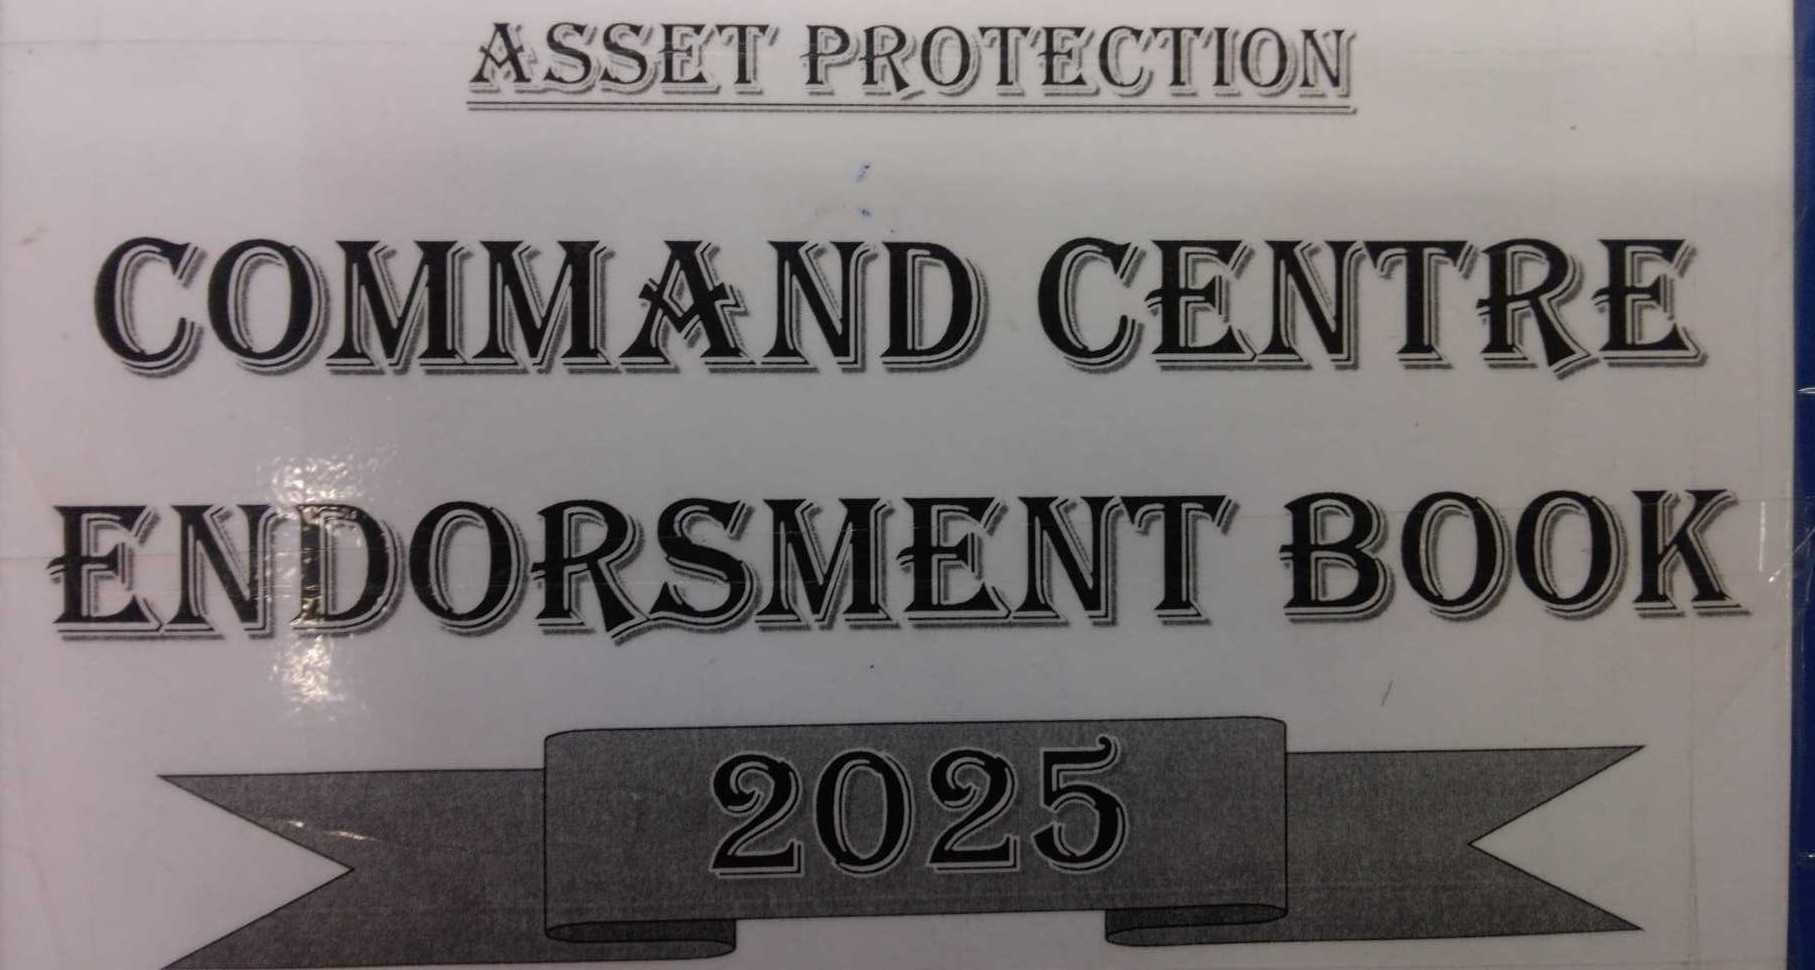 ASSET PROTECTION
COMMAND CENTRE
ENDORSMENT BOOK
2025